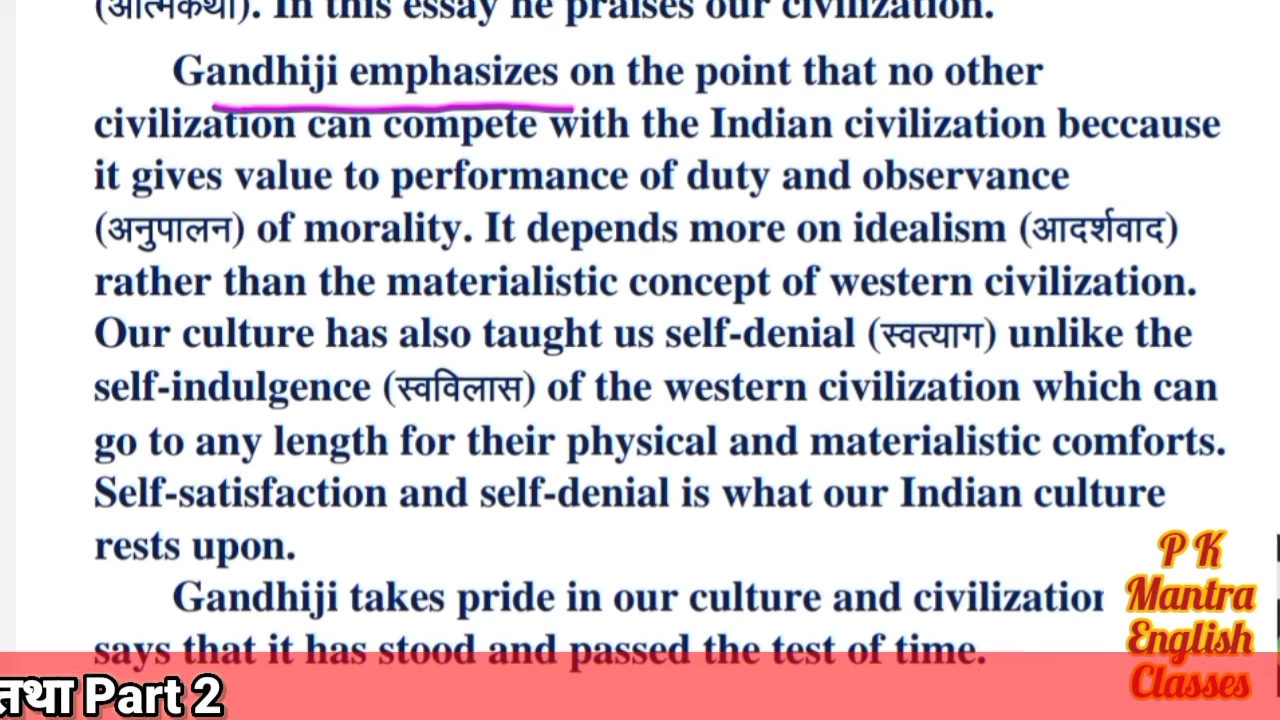 (आत्मकथा). In this essay he praises our civilization.
Gandhiji emphasizes on the point that no other
civilization can compete with the Indian civilization beccause
it gives value to performance of duty and observance
(अनुपालन) of morality. It depends more on idealism (आदर्शवाद)
rather than the materialistic concept of western civilization.
Our culture has also taught us self-denial (स्वत्याग) unlike the
self-indulgence (स्वविलास) of the western civilization which can
go to any length for their physical and materialistic comforts.
Self-satisfaction and self-denial is what our Indian culture
rests upon.
Gandhiji takes pride in our culture and civilization
says that it has stood and passed the test of time.
P K
Mantra
English
Classes
तथा Part 2